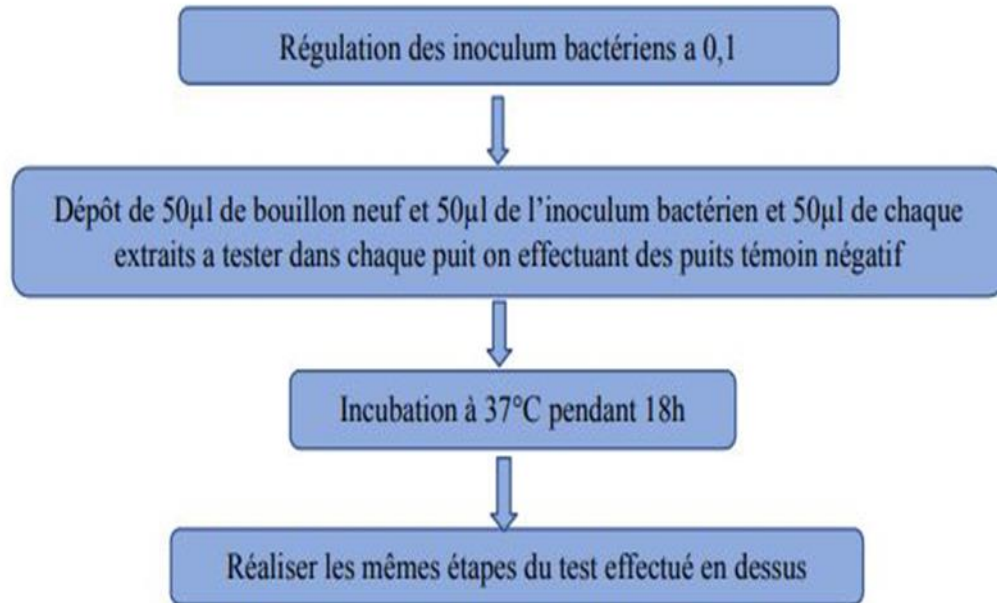 Régulation des inoculum bactériens a 0,1
Dépôt de 50µl de bouillon neuf et 50µl de l'inoculum bactérien et 50µl de chaque
extraits a tester dans chaque puit on effectuant des puits témoin négatif
Incubation à 37°C pendant 18h
Réaliser les mêmes étapes du test effectué en dessus